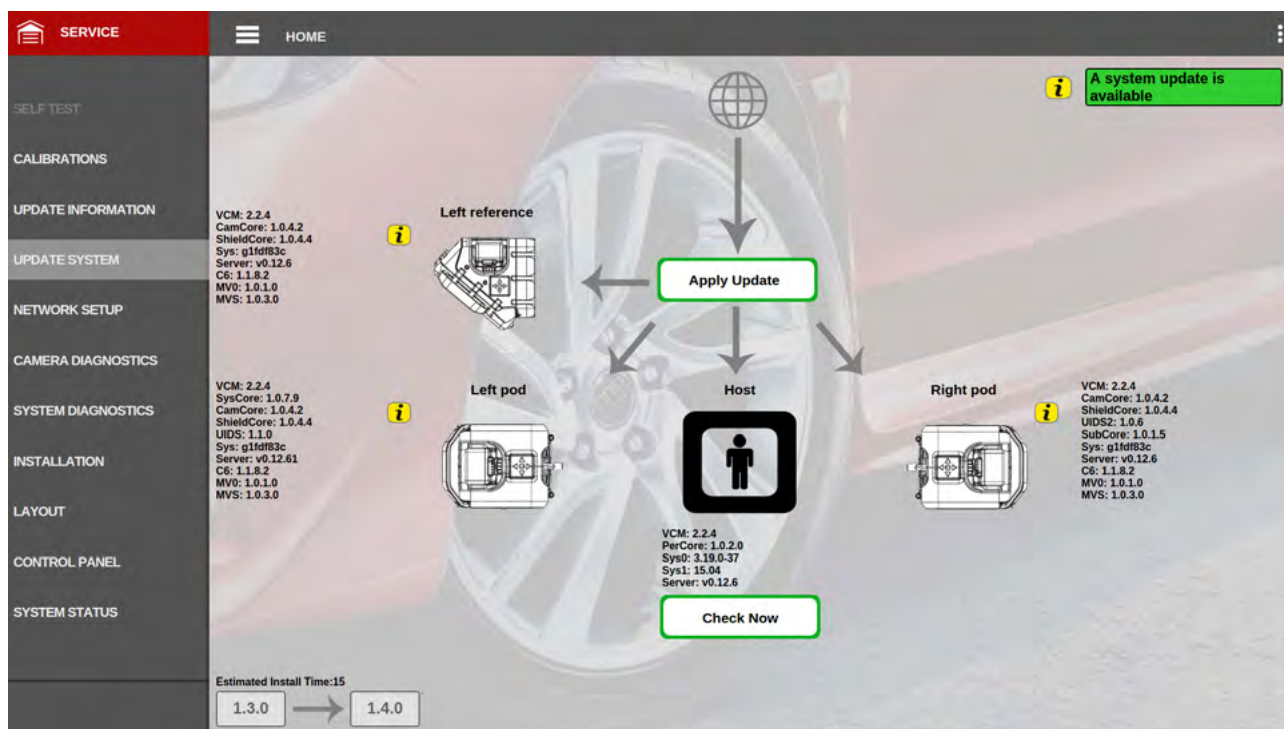 SERVICE
HOME
A system update is
available
SELF TEST
CALIBRATIONS
UPDATE INFORMATION
UPDATE SYSTEM
NETWORK SETUP
CAMERA DIAGNOSTICS
SYSTEM DIAGNOSTICS
INSTALLATION
LAYOUT
CONTROL PANEL
SYSTEM STATUS
VCM: 2.2.4
CamCore: 1.0.4.2
ShieldCore: 1.0.4.4
Sys: g1fdf83c
Server: v0.12.6
C6: 1.1.8.2
MV0: 1.0.1.0
MVS: 1.0.3.0
i
Left reference
i
Apply Update
VCM: 2.2.4
SysCore: 1.0.7.9
CamCore: 1.0.4.2
ShieldCore: 1.0.4.4
UIDS: 1.1.0
Sys: g1fdf83c
Server: v0.12.61
C6: 1.1.8.2
MV0: 1.0.1.0
MVS: 1.0.3.0
i
Left pod
Host
VCM: 2.2.4
PerCore: 1.0.2.0
Sys0: 3.19.0-37
Sys1: 15.04
Server: v0.12.6
Right pod
i
VCM: 2.2.4
CamCore: 1.0.4.2
ShieldCore: 1.0.4.4
UIDS2: 1.0.6
SubCore: 1.0.1.5
Sys: g1fdf83c
Server: v0.12.6
C6: 1.1.8.2
MV0: 1.0.1.0
MVS: 1.0.3.0
Check Now
Estimated Install Time:15
1.3.0
1.4.0